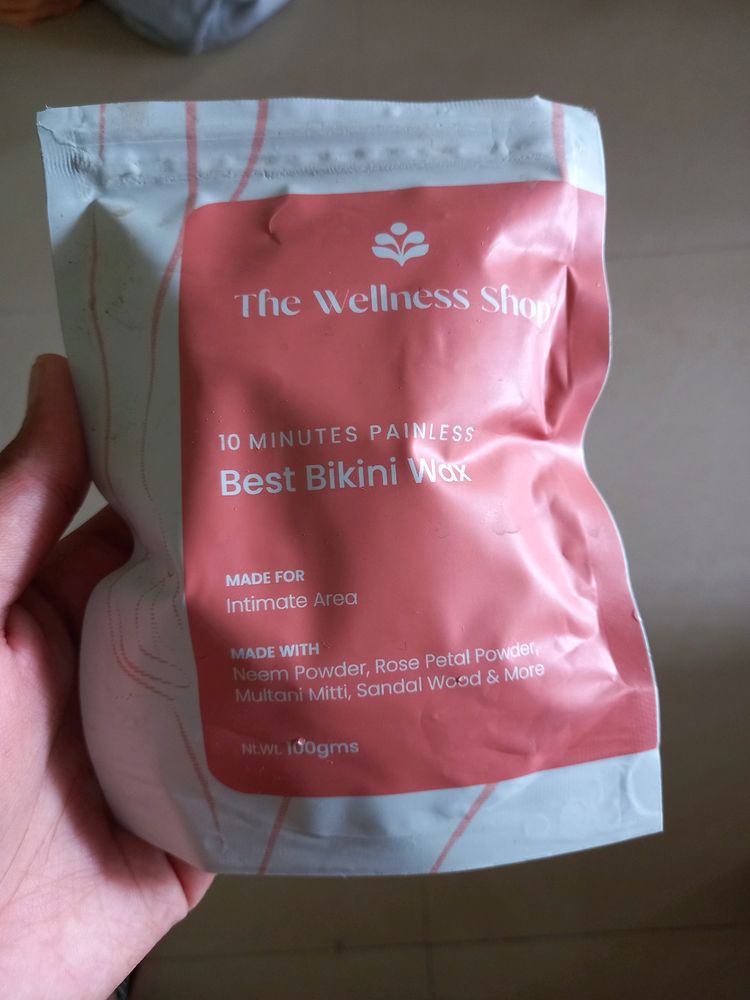 The Wellness Shop
10 MINUTES PAINLESS
Best Bikini Wax
MADE FOR
Intimate Area
MADE WITH
Neem Powder, Rose Petal Powder,
Multani Mitti, Sandal Wood & More
Nt.Wt. 100gms